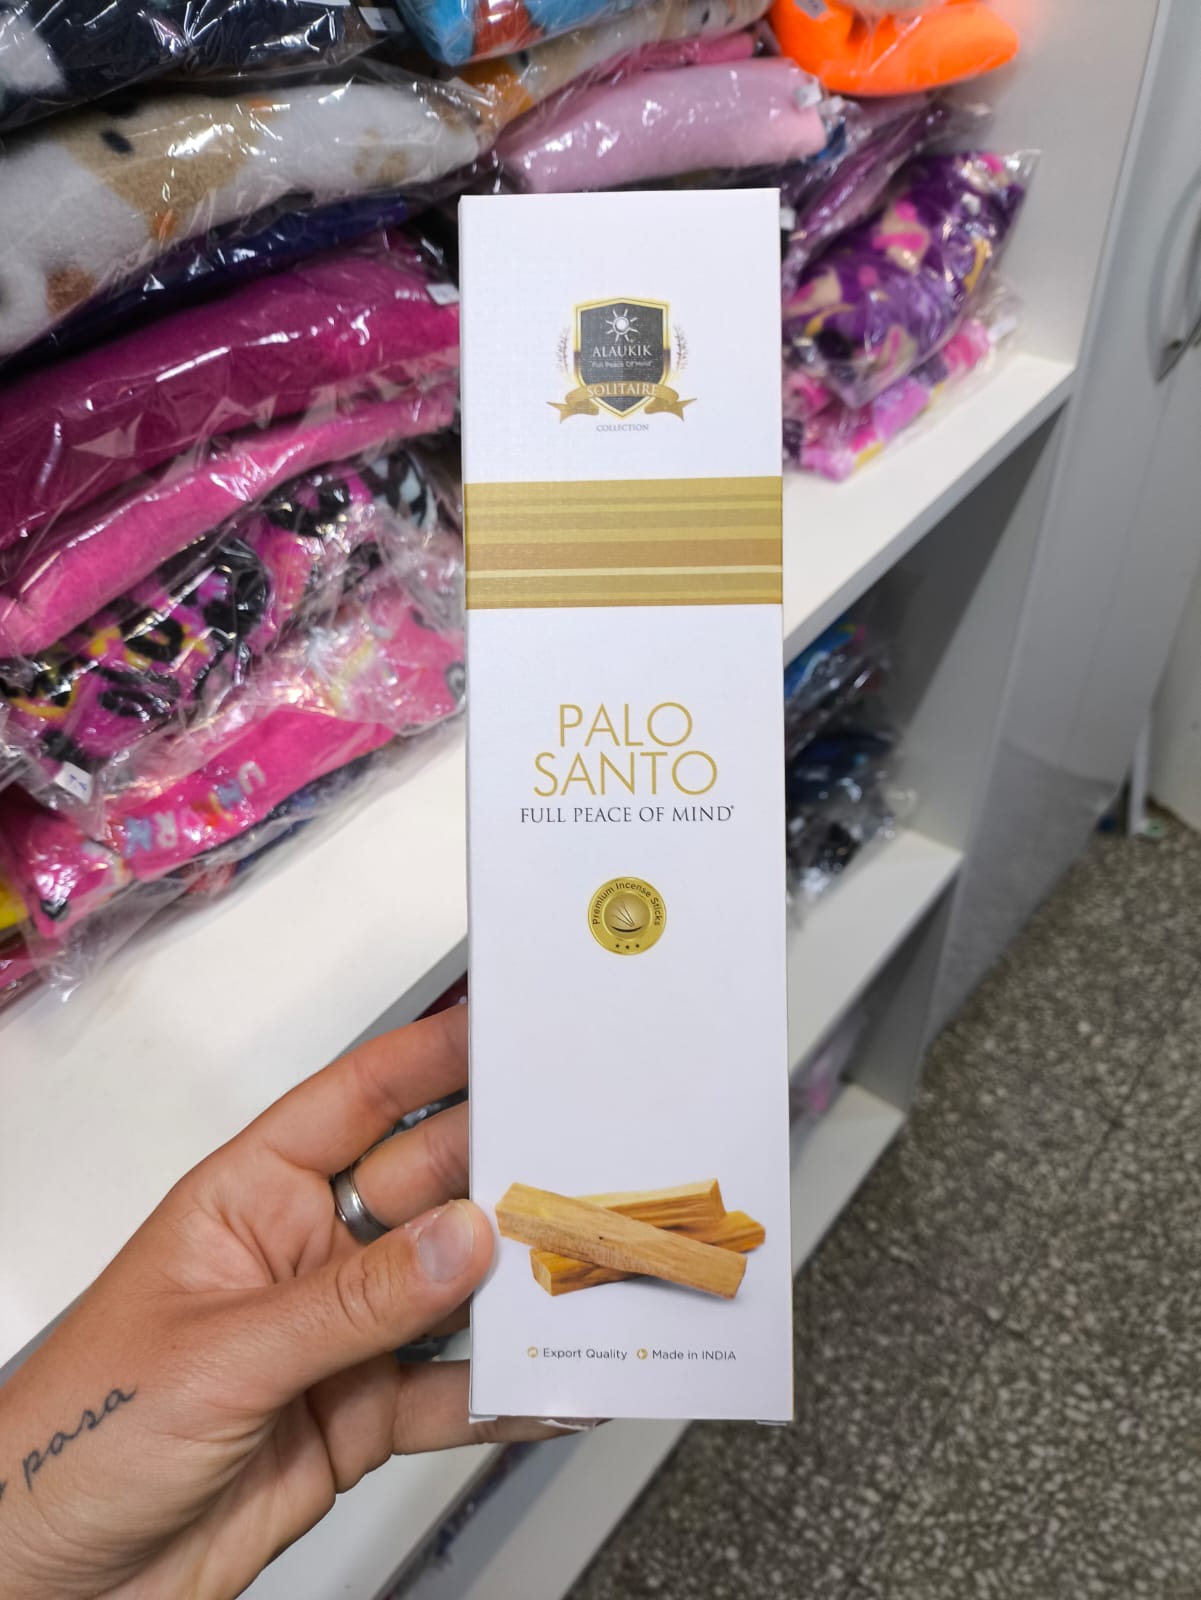 ALAUKIK
Full Peace Of Mind
SOLITAIRE
COLLECTION
PALO
SANTO
FULL PEACE OF MIND®
Premium Incense Sticks
Export Quality Made in INDIA
pasa